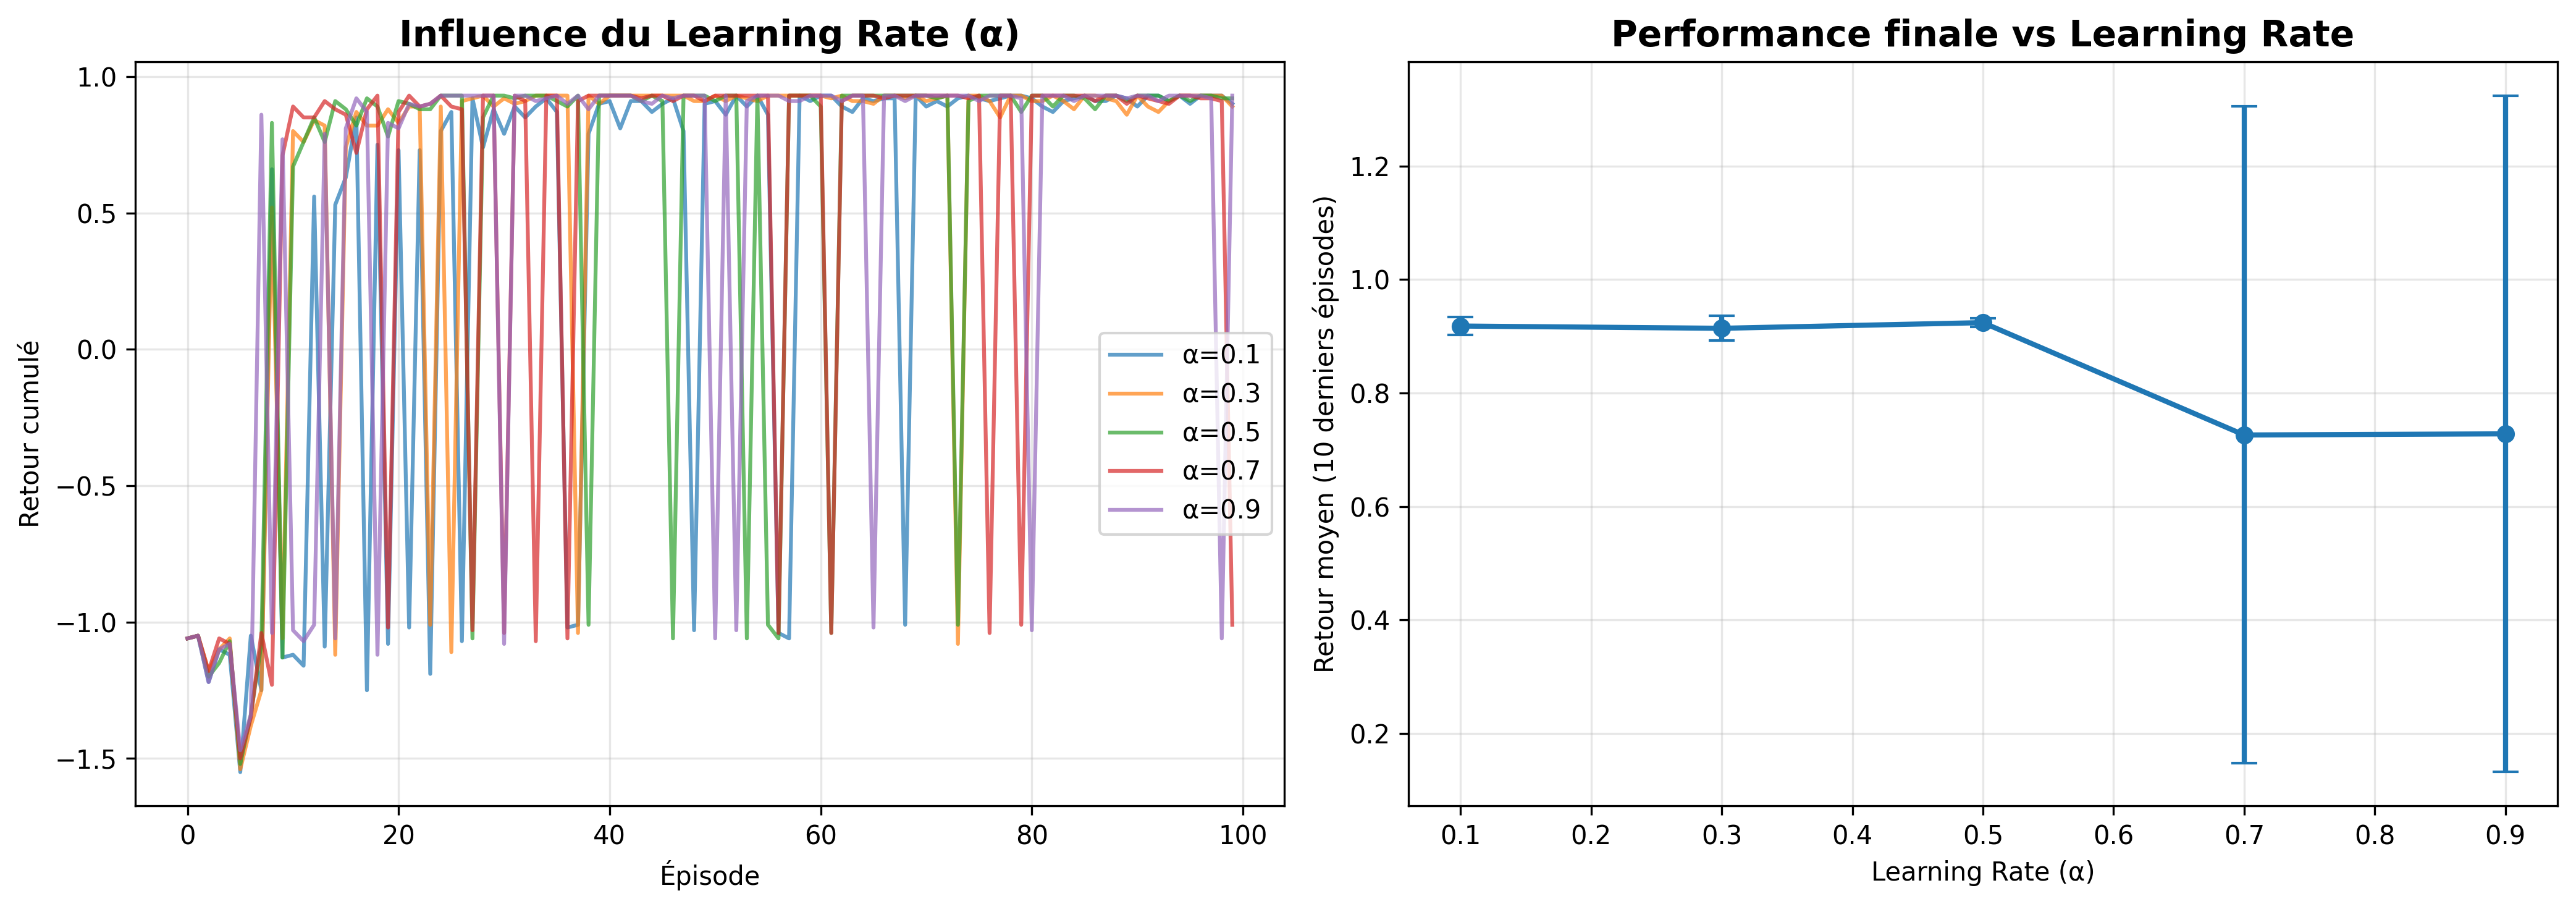 Influence du Learning Rate (α)
Retour cumulé
1.0
0.5
0.0
−0.5
−1.0
−1.5
0 20 40 60 80 100
Épisode
α=0.1
α=0.3
α=0.5
α=0.7
α=0.9
Performance finale vs Learning Rate
Retour moyen (10 derniers épisodes)
1.2
1.0
0.8
0.6
0.4
0.2
0.1 0.2 0.3 0.4 0.5 0.6 0.7 0.8 0.9
Learning Rate (α)